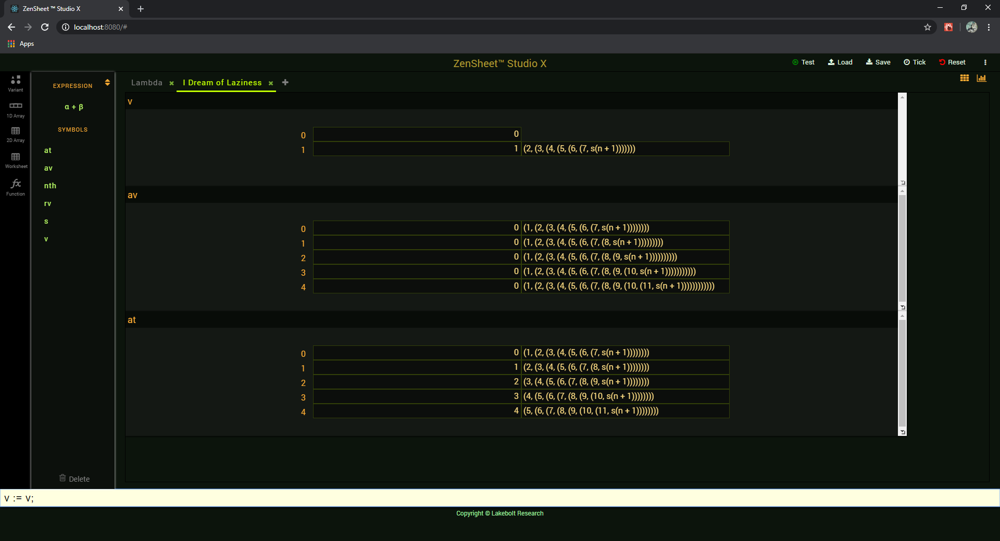 ZenSheet ™ Studio X
localhost:8080/#
Apps
ZenSheet™ Studio X
Test Load Save Tick Reset
Variant
1D Array
2D Array
Worksheet
fx
Function
EXPRESSION
α + β
SYMBOLS
at
av
nth
rv
s
v
Delete
Lambda I Dream of Laziness
v
0 0
1 1 (2, (3, (4, (5, (6, (7, s(n + 1)))))))
av
0 0 (1, (2, (3, (4, (5, (6, (7, s(n + 1))))))))
1 0 (1, (2, (3, (4, (5, (6, (7, (8, s(n + 1)))))))))
2 0 (1, (2, (3, (4, (5, (6, (7, (8, (9, s(n + 1))))))))))
3 0 (1, (2, (3, (4, (5, (6, (7, (8, (9, (10, s(n + 1)))))))))))
4 0 (1, (2, (3, (4, (5, (6, (7, (8, (9, (10, (11, s(n + 1))))))))))))
at
0 0 (1, (2, (3, (4, (5, (6, (7, s(n + 1))))))))
1 1 (2, (3, (4, (5, (6, (7, (8, s(n + 1))))))))
2 2 (3, (4, (5, (6, (7, (8, (9, s(n + 1))))))))
3 3 (4, (5, (6, (7, (8, (9, (10, s(n + 1))))))))
4 4 (5, (6, (7, (8, (9, (10, (11, s(n + 1))))))))
v := v;
Copyright © Lakebolt Research